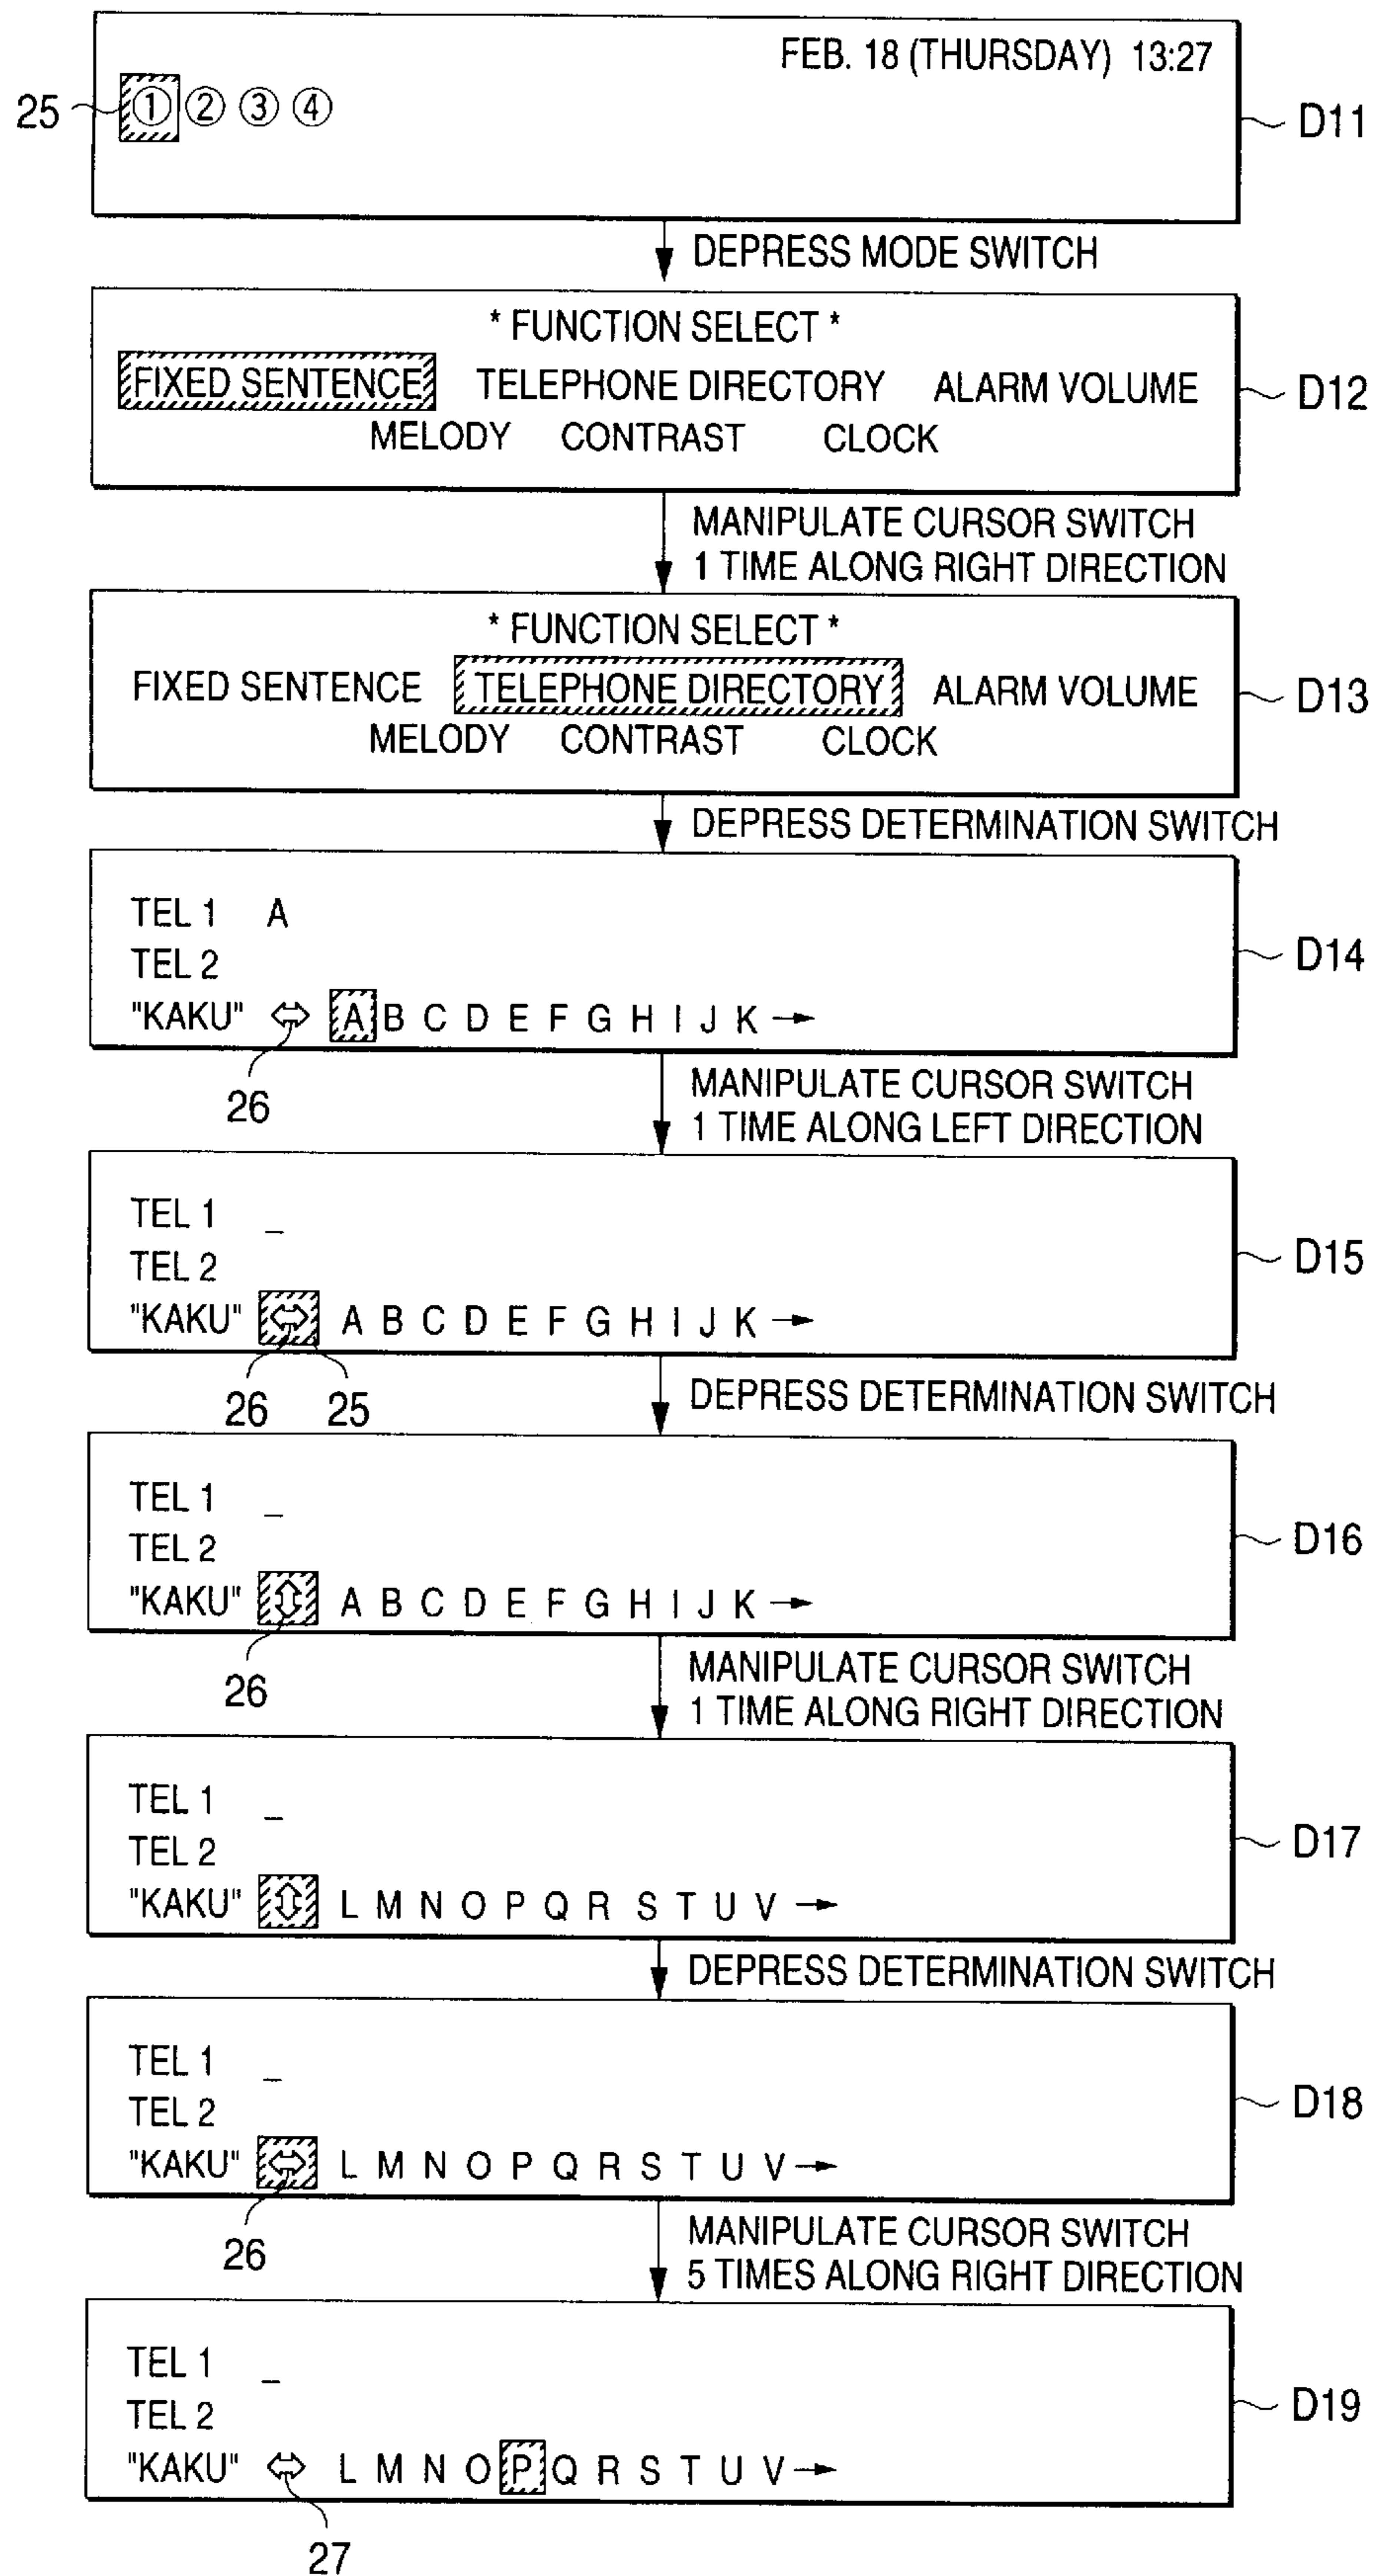 FEB. 18 (THURSDAY) 13:27
25 ① ② ③ ④ D11
DEPRESS MODE SWITCH
* FUNCTION SELECT *
FIXED SENTENCE TELEPHONE DIRECTORY ALARM VOLUME D12
MELODY CONTRAST CLOCK
MANIPULATE CURSOR SWITCH
1 TIME ALONG RIGHT DIRECTION
* FUNCTION SELECT *
FIXED SENTENCE TELEPHONE DIRECTORY ALARM VOLUME D13
MELODY CONTRAST CLOCK
DEPRESS DETERMINATION SWITCH
TEL 1 A
TEL 2 D14
"KAKU" ⇔ A B C D E F G H I J K →
26
MANIPULATE CURSOR SWITCH
1 TIME ALONG LEFT DIRECTION
TEL 1 _
TEL 2 D15
"KAKU" ⇔ A B C D E F G H I J K →
26 25
DEPRESS DETERMINATION SWITCH
TEL 1 _
TEL 2 D16
"KAKU" ⇕ A B C D E F G H I J K →
26
MANIPULATE CURSOR SWITCH
1 TIME ALONG RIGHT DIRECTION
TEL 1 _
TEL 2 D17
"KAKU" ⇕ L M N O P Q R S T U V →
DEPRESS DETERMINATION SWITCH
TEL 1 _
TEL 2 D18
"KAKU" ⇔ L M N O P Q R S T U V →
26
MANIPULATE CURSOR SWITCH
5 TIMES ALONG RIGHT DIRECTION
TEL 1 _
TEL 2 D19
"KAKU" ⇔ L M N O P Q R S T U V →
27